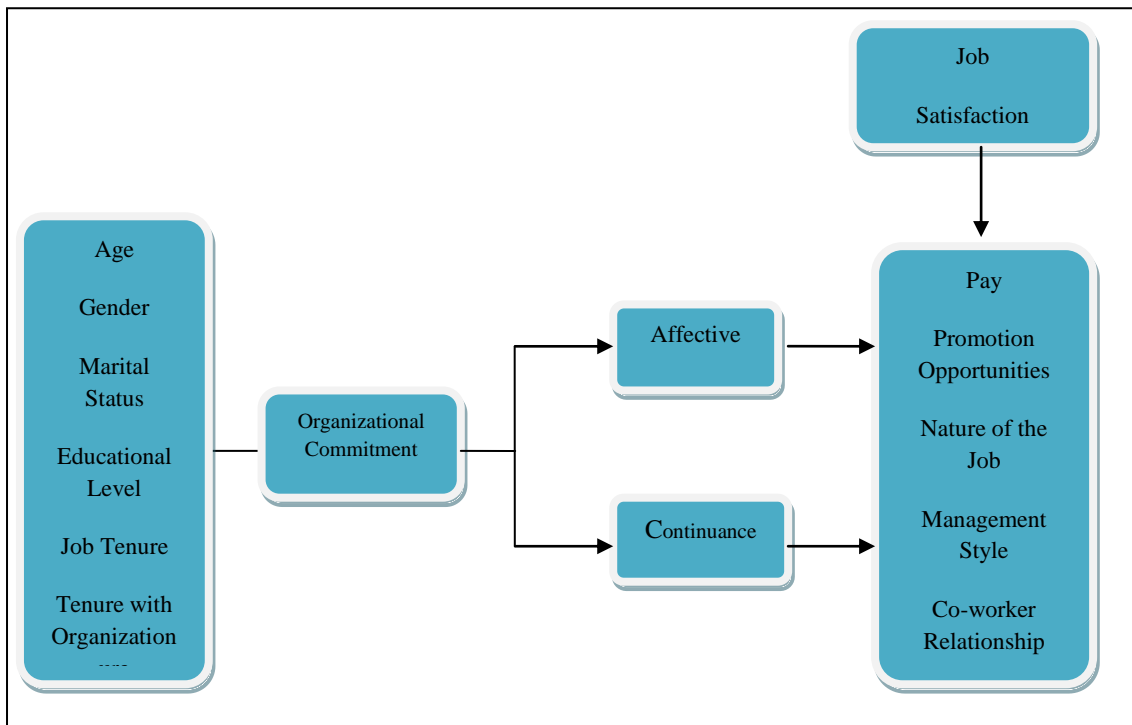 Job
Satisfaction
Age
Gender
Marital
Status
Educational
Level
Job Tenure
Tenure with
Organization
Organizational
Commitment
Affective
Continuance
Pay
Promotion
Opportunities
Nature of the
Job
Management
Style
Co-worker
Relationship